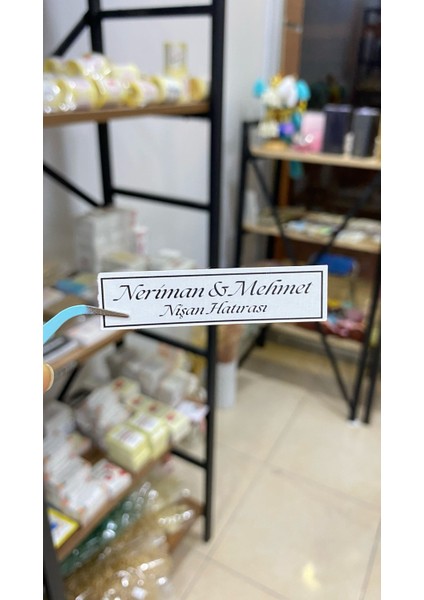 Neriman & Mehmet
Nişan Hatırası